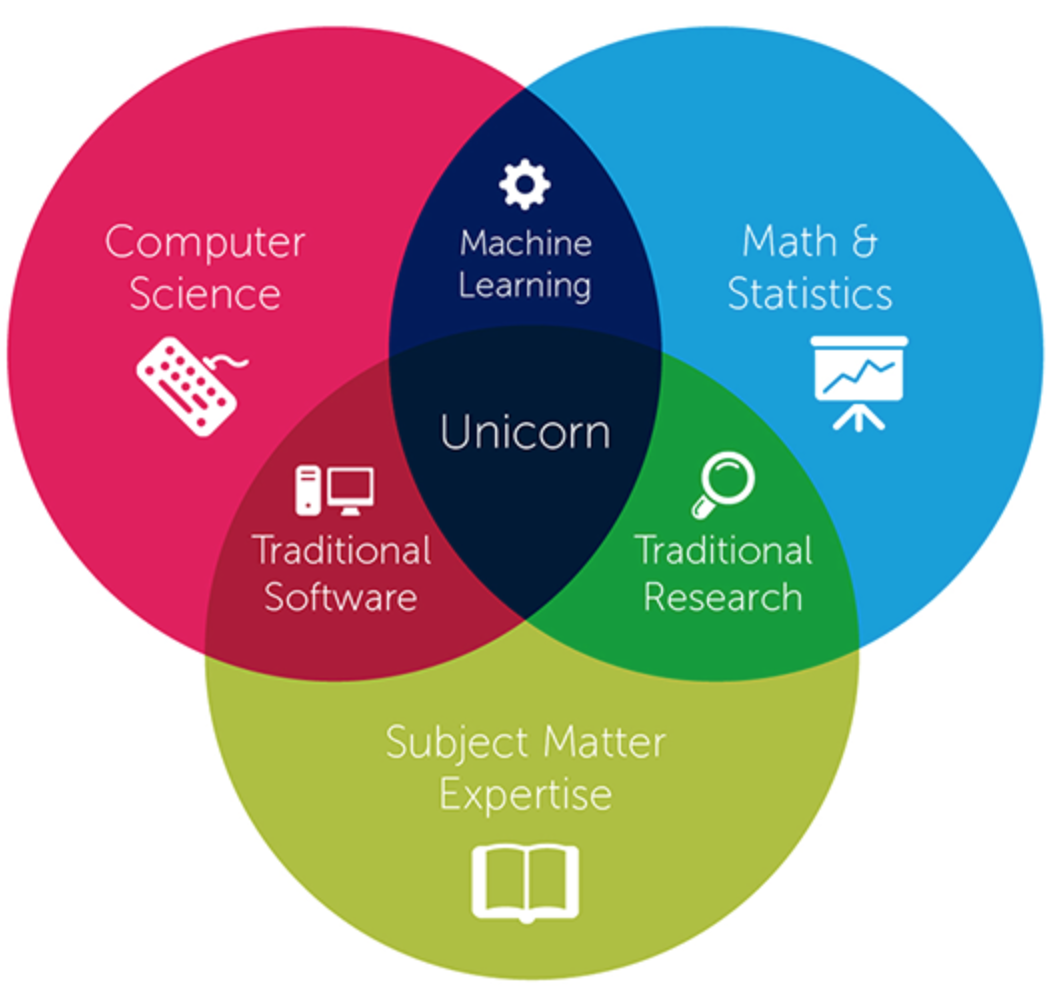 Computer
Science
Machine
Learning
Math &
Statistics
Unicorn
Traditional
Software
Traditional
Research
Subject Matter
Expertise